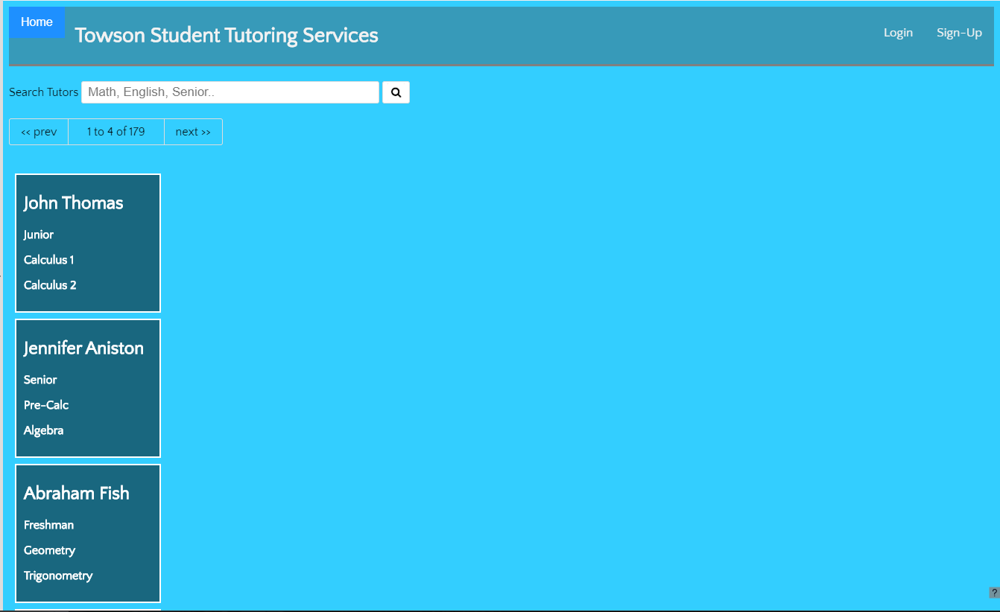 Home
Towson Student Tutoring Services
Login
Sign-Up
Search Tutors
Math, English, Senior..
<< prev
1 to 4 of 179
next >>
John Thomas
Junior
Calculus 1
Calculus 2
Jennifer Aniston
Senior
Pre-Calc
Algebra
Abraham Fish
Freshman
Geometry
Trigonometry
?